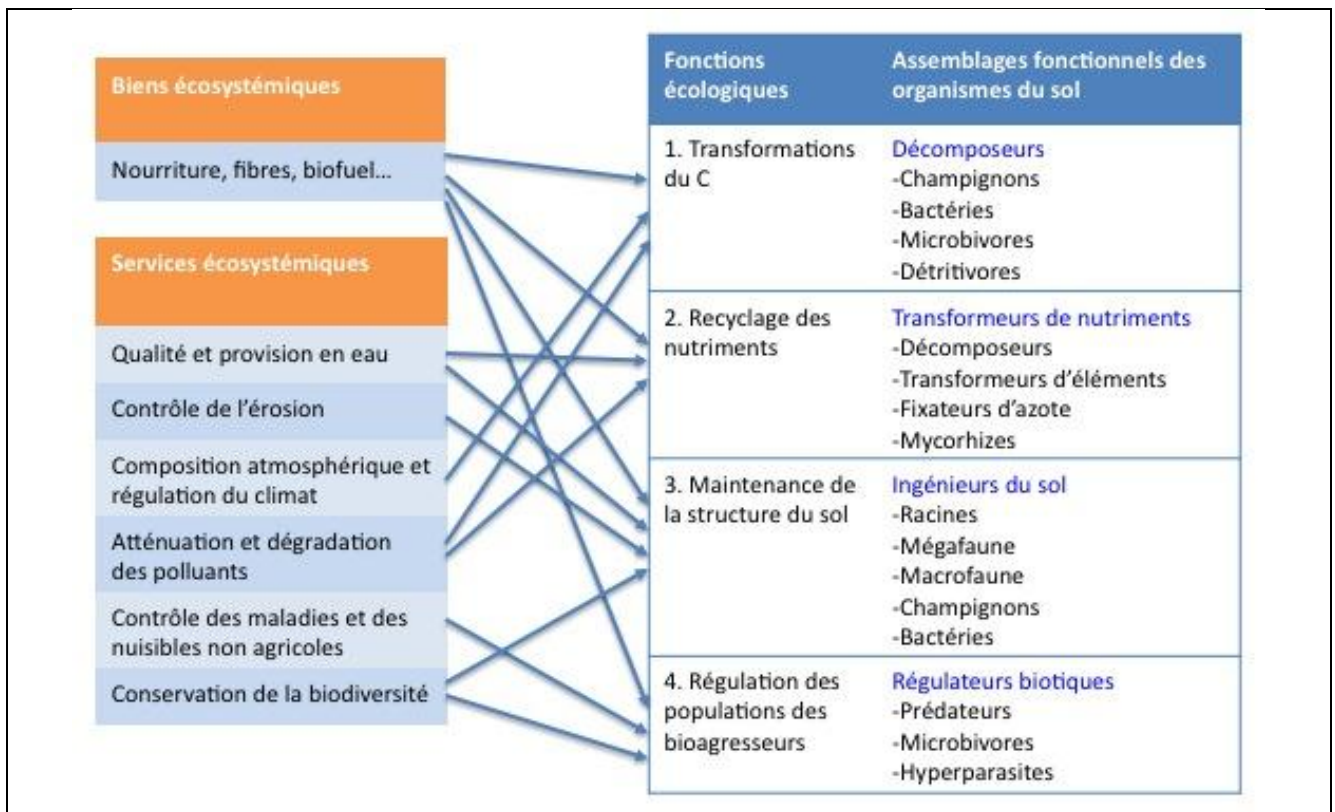 Biens écosystémiques
Nourriture, fibres, biofuel...
Services écosystémiques
Qualité et provision en eau
Contrôle de l'érosion
Composition atmosphérique et
régulation du climat
Atténuation et dégradation
des polluants
Contrôle des maladies et des
nuisibles non agricoles
Conservation de la biodiversité
Fonctions
écologiques
Assemblages fonctionnels des
organismes du sol
1. Transformations
du C
Décomposeurs
-Champignons
-Bactéries
-Microbivores
-Détritivores
2. Recyclage des
nutriments
Transformeurs de nutriments
-Décomposeurs
-Transformeurs d'éléments
-Fixateurs d'azote
-Mycorhizes
3. Maintenance de
la structure du sol
Ingénieurs du sol
-Racines
-Mégafaune
-Macrofaune
-Champignons
-Bactéries
4. Régulation des
populations des
bioagresseurs
Régulateurs biotiques
-Prédateurs
-Microbivores
-Hyperparasites